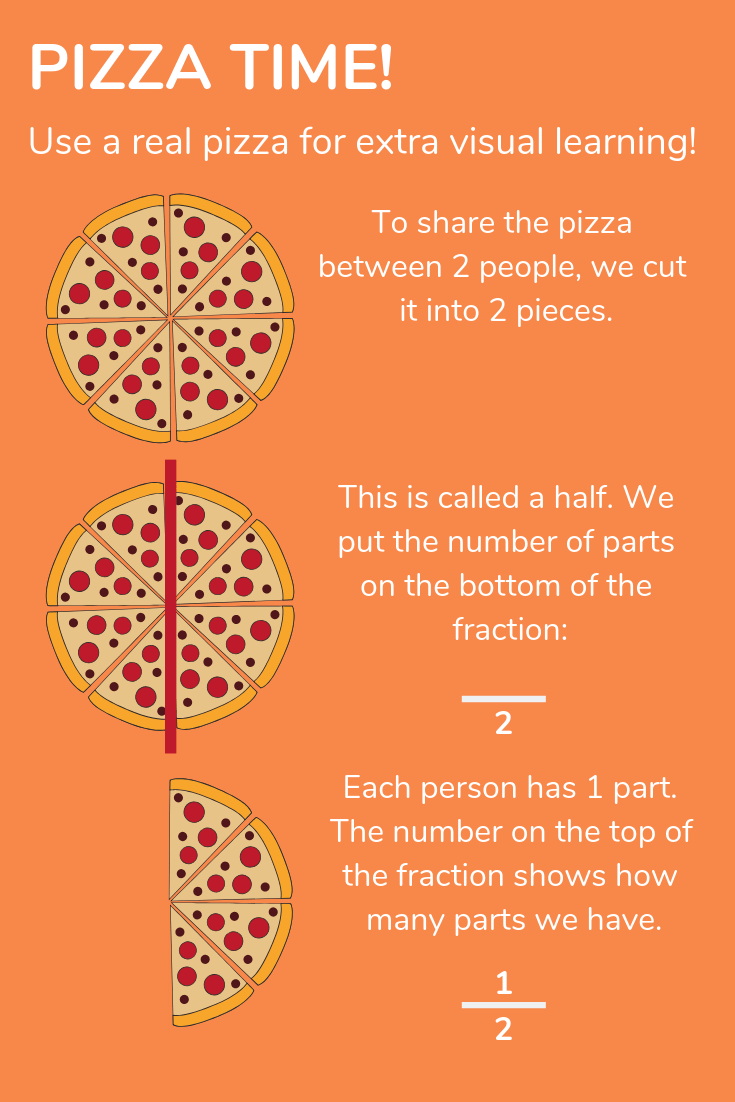 PIZZA TIME!
Use a real pizza for extra visual learning!
To share the pizza
between 2 people, we cut
it into 2 pieces.
This is called a half. We
put the number of parts
on the bottom of the
fraction:
2
Each person has 1 part.
The number on the top of
the fraction shows how
many parts we have.
1
2